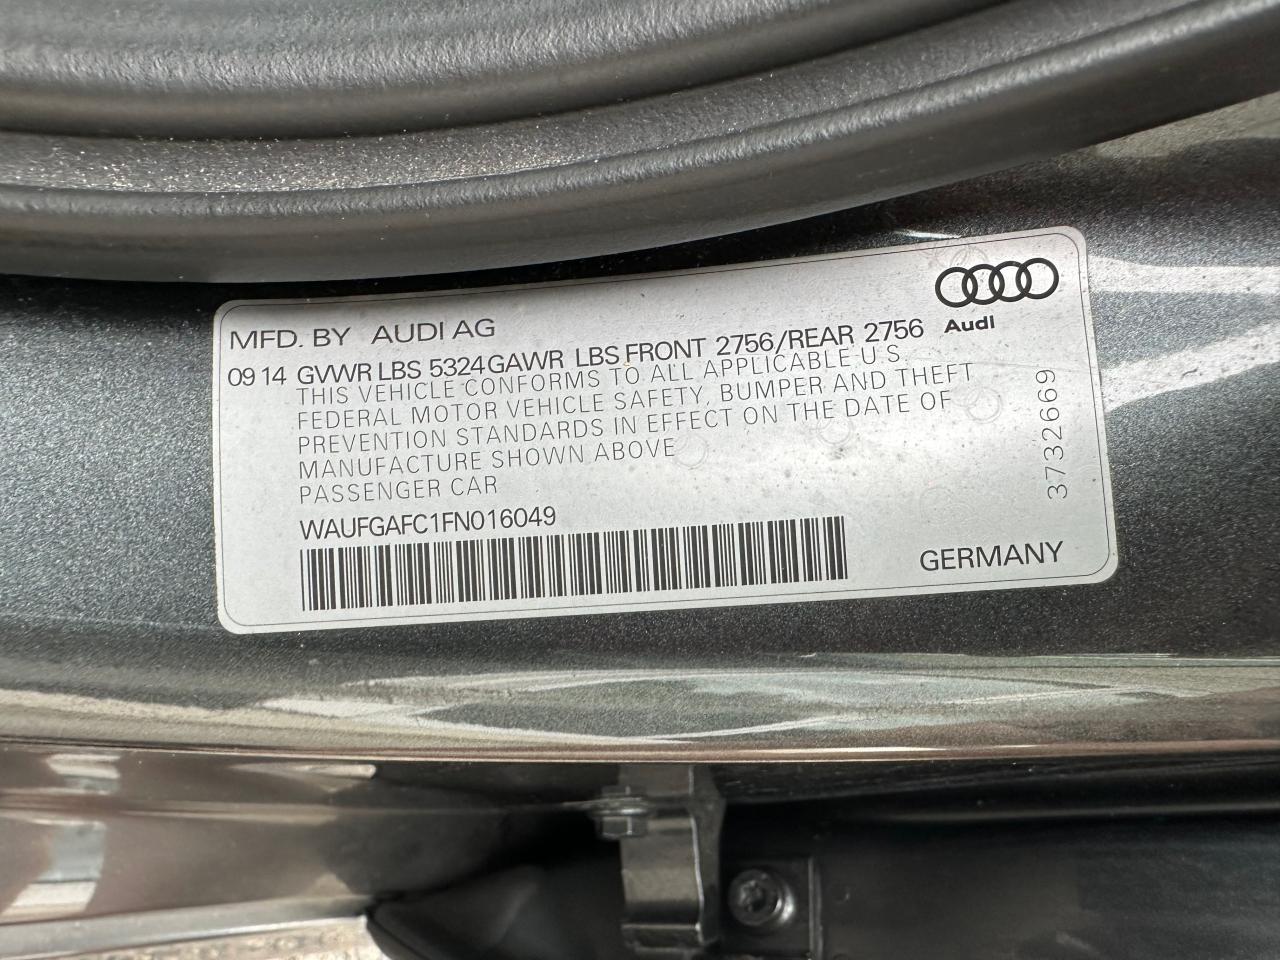 Audi
MFD. BY AUDI AG
09 14 GVWR LBS 5324 GAWR LBS FRONT 2756/REAR 2756
THIS VEHICLE CONFORMS TO ALL APPLICABLE U.S.
FEDERAL MOTOR VEHICLE SAFETY, BUMPER AND THEFT
PREVENTION STANDARDS IN EFFECT ON THE DATE OF
MANUFACTURE SHOWN ABOVE
PASSENGER CAR
WAUFGAFC1FN016049
GERMANY
3732669